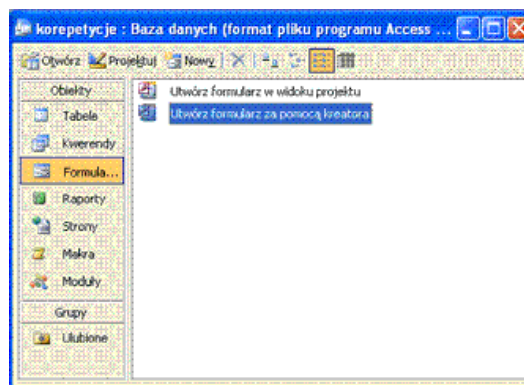 korepetycje : Baza danych (format pliku programu Access ...
Otwórz Projektuj Nowy
Obiekty
Tabele
Kwerendy
Formula...
Raporty
Strony
Makra
Moduły
Grupy
Ulubione
Utwórz formularz w widoku projektu
Utwórz formularz za pomocą kreatora